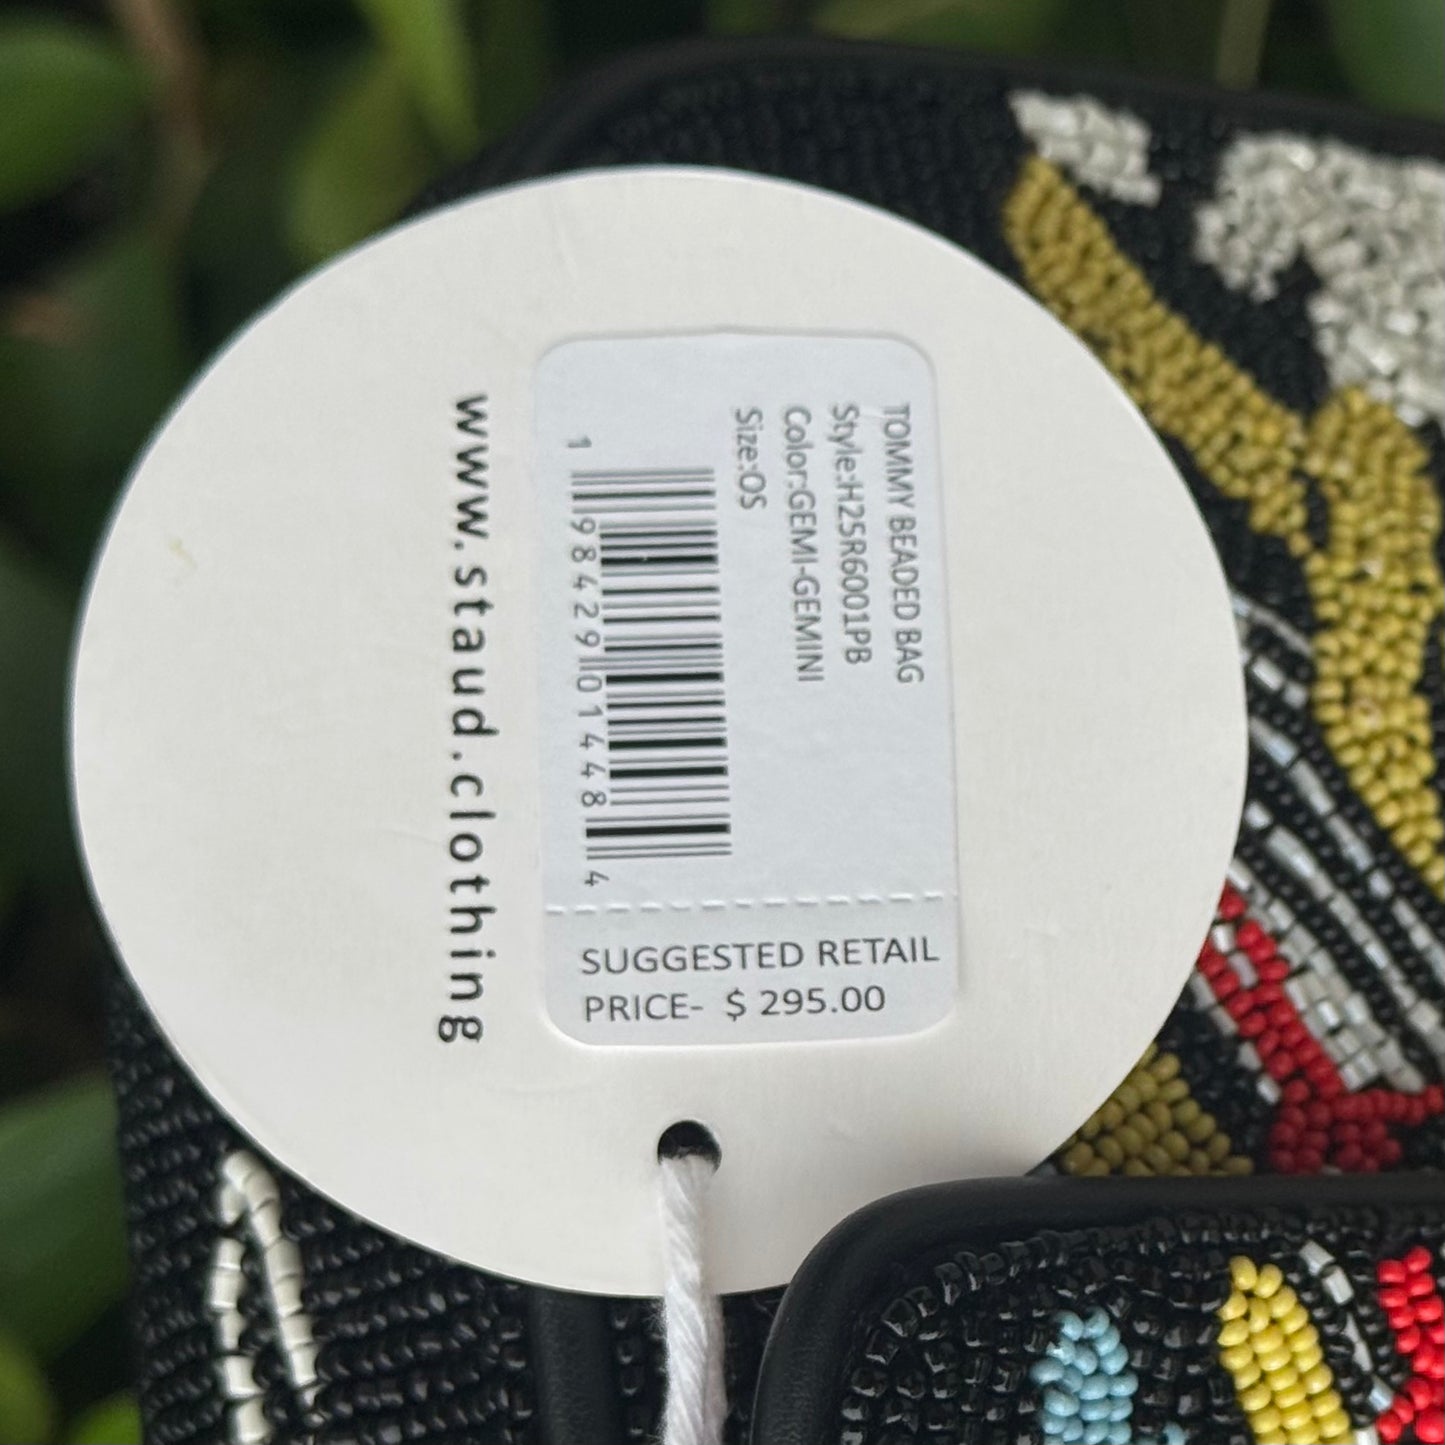 TOMMY BEADED BAG
Style:H25R6001PB
Color:GEMI-GEMINI
Size:OS
1 98429 01448 4
SUGGESTED RETAIL
PRICE- $ 295.00
www.staud.clothing